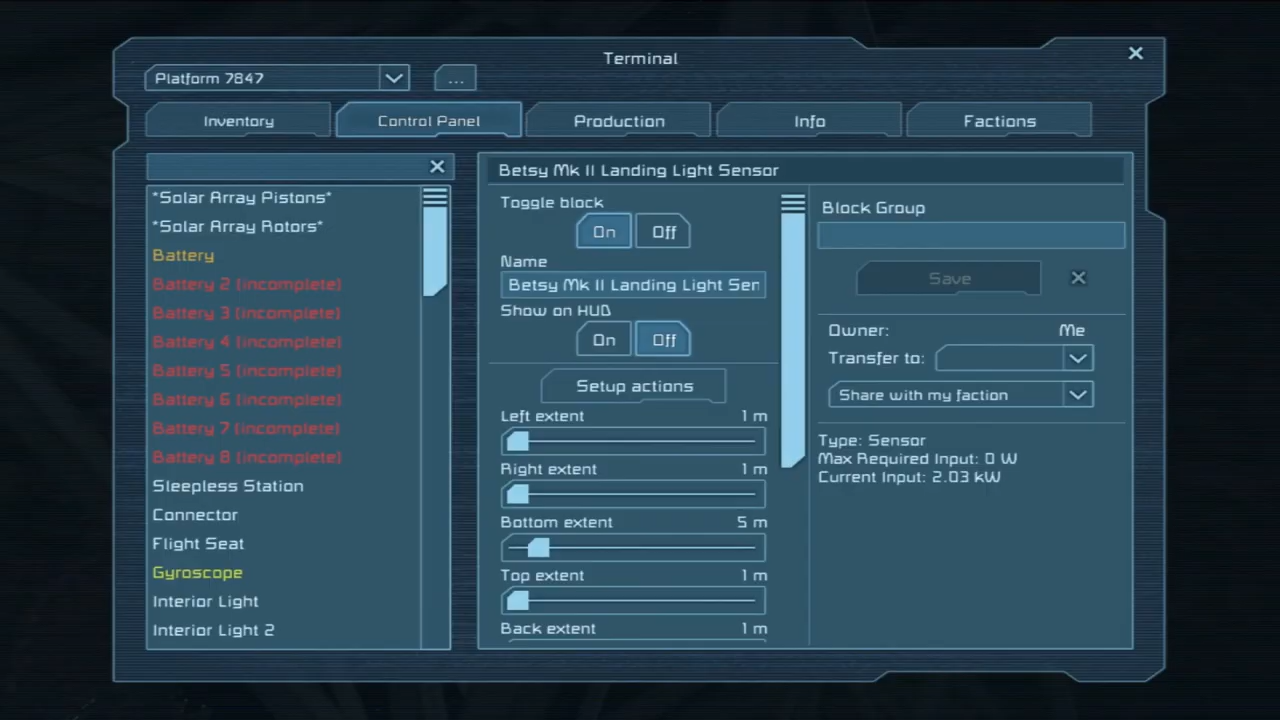 Terminal
Platform 7847
...
Inventory
Control Panel
Production
Info
Factions
*Solar Array Pistons*
*Solar Array Rotors*
Battery
Battery 2 (incomplete)
Battery 3 (incomplete)
Battery 4 (incomplete)
Battery 5 (incomplete)
Battery 6 (incomplete)
Battery 7 (incomplete)
Battery 8 (incomplete)
Sleepless Station
Connector
Flight Seat
Gyroscope
Interior Light
Interior Light 2
Betsy Mk II Landing Light Sensor
Toggle block
On Off
Name
Betsy Mk II Landing Light Sen
Show on HUD
On Off
Setup actions
Left extent 1 m
Right extent 1 m
Bottom extent 5 m
Top extent 1 m
Back extent 1 m
Block Group
Save
Owner: Me
Transfer to:
Share with my faction
Type: Sensor
Max Required Input: 0 W
Current Input: 2.03 kW